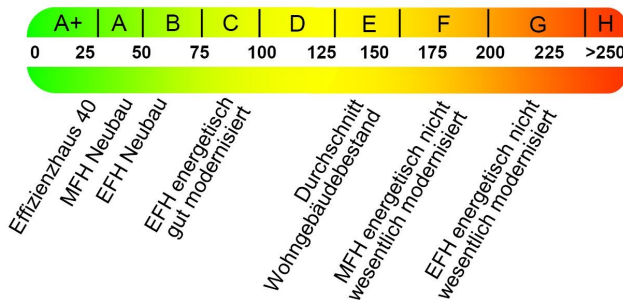 A+ A B C D E F G H
0 25 50 75 100 125 150 175 200 225 >250
Effizienzhaus 40
MFH Neubau
EFH Neubau
EFH energetisch
gut modernisiert
Durchschnitt
Wohngebäudebestand
MFH energetisch nicht
wesentlich modernisiert
EFH energetisch nicht
wesentlich modernisiert